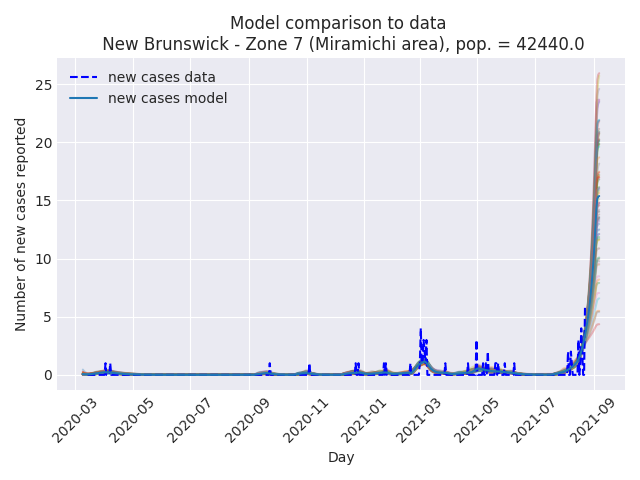 Model comparison to data
New Brunswick - Zone 7 (Miramichi area), pop. = 42440.0
new cases data
new cases model
Number of new cases reported
25
20
15
10
5
0
2020-03
2020-05
2020-07
2020-09
2020-11
2021-01
2021-03
2021-05
2021-07
2021-09
Day